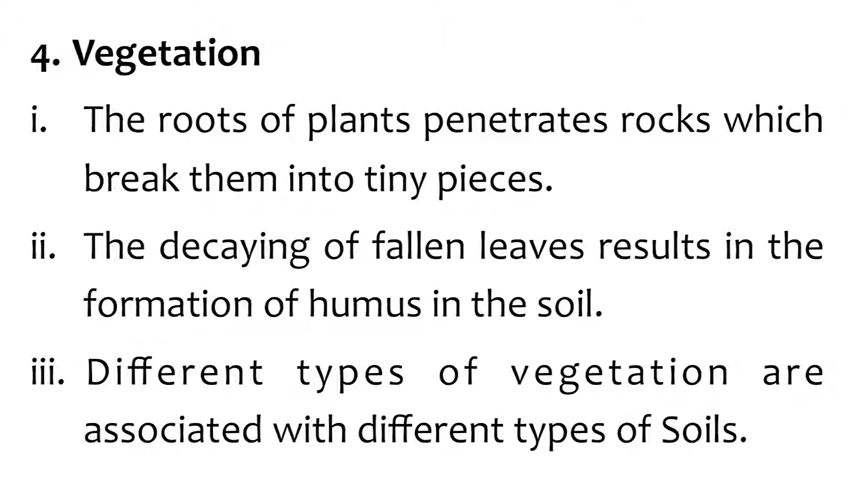 4. Vegetation
i. The roots of plants penetrates rocks which
break them into tiny pieces.
ii. The decaying of fallen leaves results in the
formation of humus in the soil.
iii. Different types of vegetation are
associated with different types of Soils.